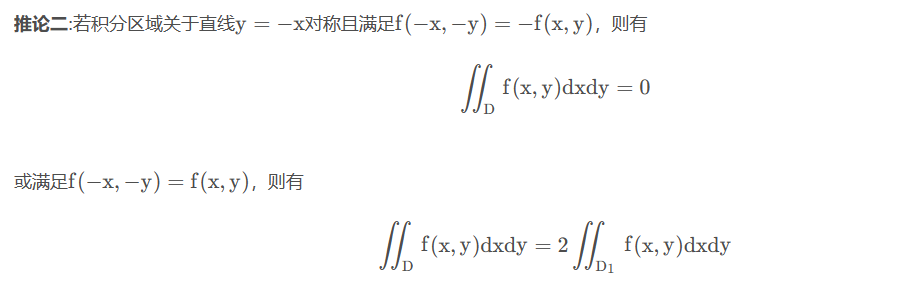 推论二:若积分区域关于直线y = −x对称且满足f(−x, −y) = −f(x, y)，则有
∬_D f(x, y)dxdy = 0
或满足f(−x, −y) = f(x, y)，则有
∬_D f(x, y)dxdy = 2 ∬_{D1} f(x, y)dxdy